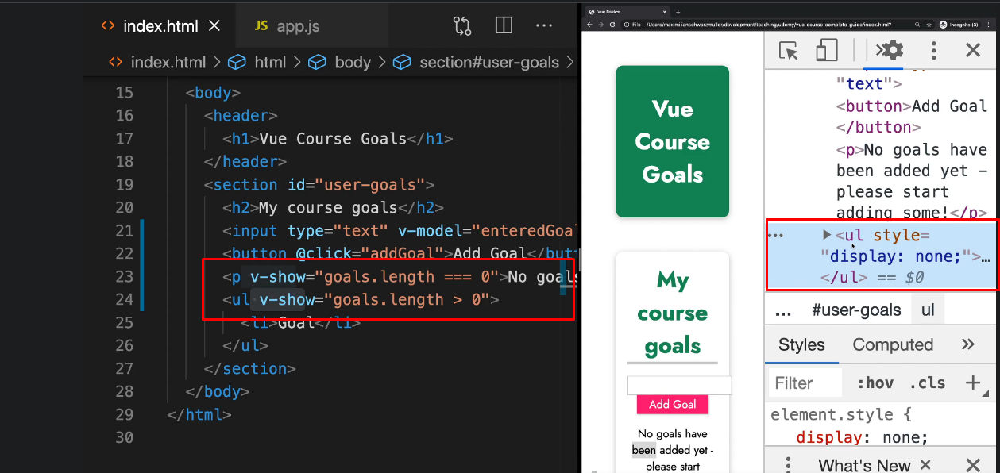 index.html
JS app.js
...
index.html > html > body > section#user-goals >
15 <body>
16 <header>
17 <h1>Vue Course Goals</h1>
18 </header>
19 <section id="user-goals">
20 <h2>My course goals</h2>
21 <input type="text" v-model="enteredGoal
22 <button @click="addGoal">Add Goal</butt
23 <p v-show="goals.length === 0">No goals
24 <ul v-show="goals.length > 0">
25 <li>Goal</li>
26 </ul>
27 </section>
28 </body>
29 </html>
30
Vue Basics
File /Users/maximilianschwarzmuller/development/teaching/udemy/vue-course-complete-guide/index.html?
Incognito (3)
Vue
Course
Goals
My
course
goals
Add Goal
No goals have
been added yet -
please start
"text">
<button>Add Goal
</button>
<p>No goals have
been added yet -
please start
adding some!</p>
... <ul style=
"display: none;">…
</ul> == $0
... #user-goals ul
Styles Computed »
Filter :hov .cls +
element.style {
display: none;
What's New ×